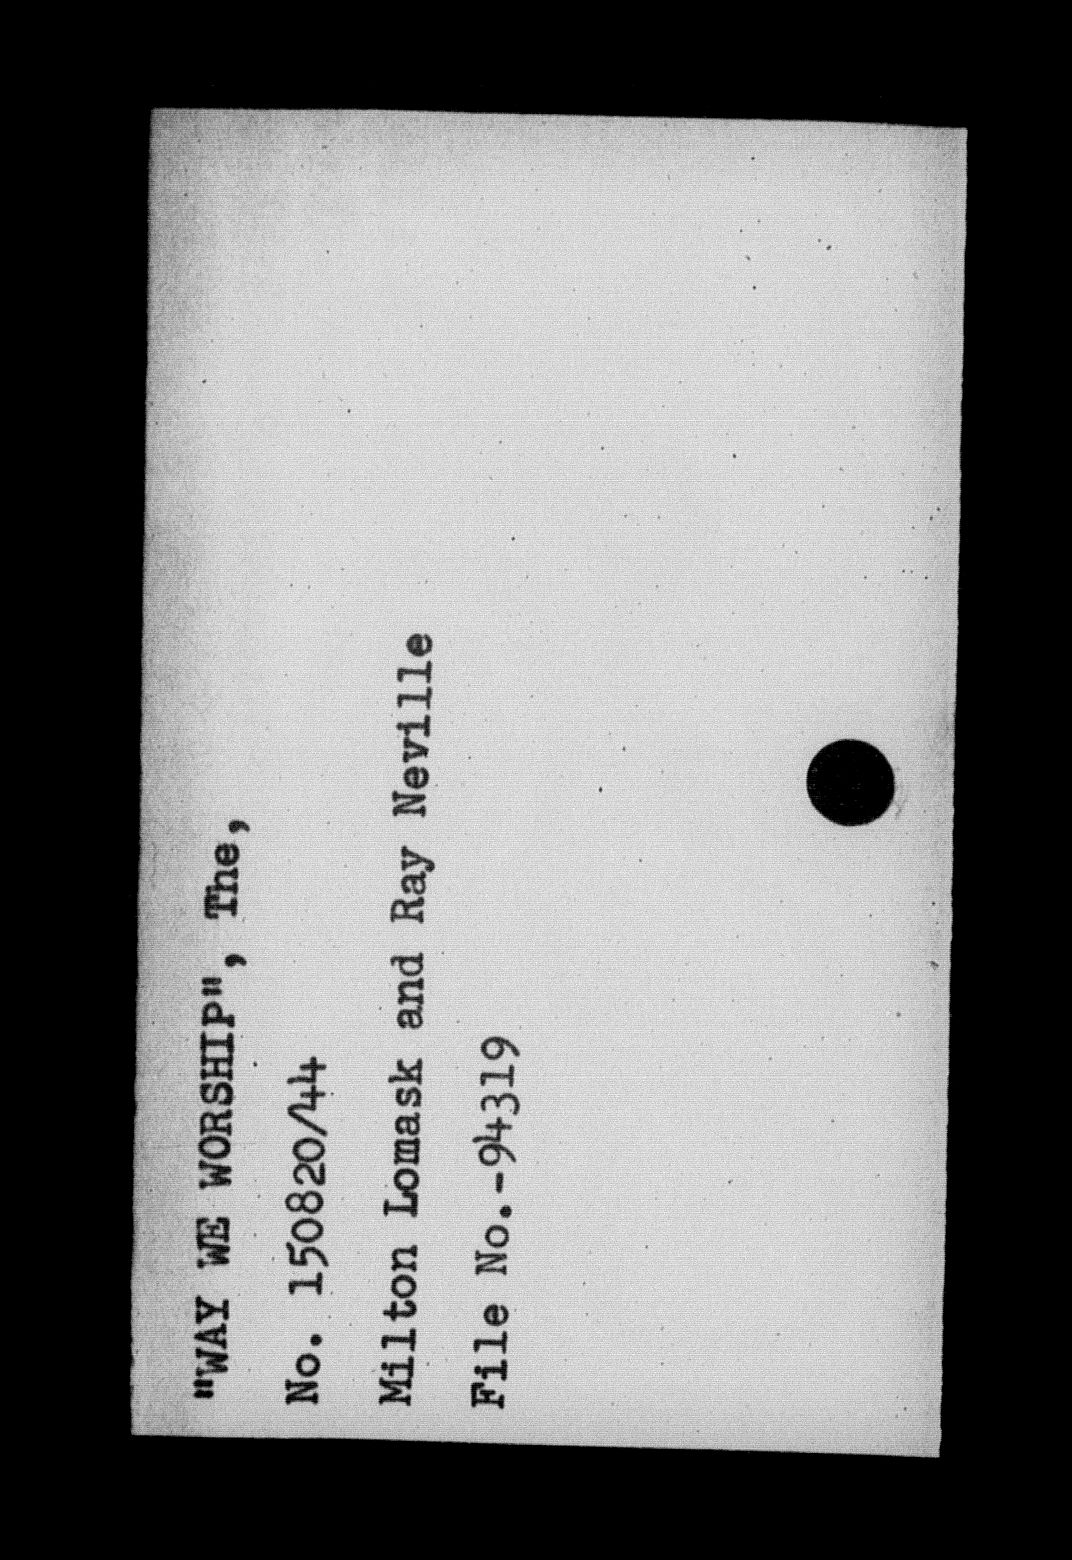 "WAY WE WORSHIP", The,
No. 150820/44
Milton Lomask and Ray Neville
File No.-94319